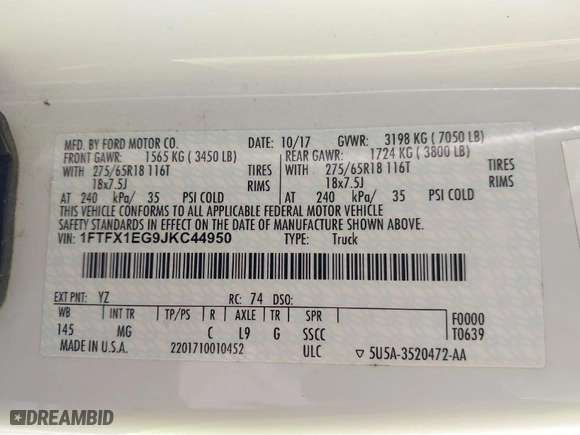 MFD. BY FORD MOTOR CO. DATE: 10/17 GVWR: 3198 KG (7050 LB)
FRONT GAWR: 1565 KG (3450 LB) REAR GAWR: 1724 KG (3800 LB)
WITH 275/65R18 116T TIRES WITH 275/65R18 116T TIRES
18x7.5J RIMS 18x7.5J RIMS
AT 240 kPa/ 35 PSI COLD AT 240 kPa/ 35 PSI COLD
THIS VEHICLE CONFORMS TO ALL APPLICABLE FEDERAL MOTOR VEHICLE
SAFETY STANDARDS IN EFFECT ON THE DATE OF MANUFACTURE SHOWN ABOVE.
VIN: 1FTFX1EG9JKC44950 TYPE: Truck
EXT PNT: YZ RC: 74 DSO:
WB INT TR TP/PS R AXLE TR SPR F0000
145 MG C L9 G SSCC T0639
MADE IN U.S.A. 2201710010452 ULC ▽ 5U5A-3520472-AA
DREAMBID